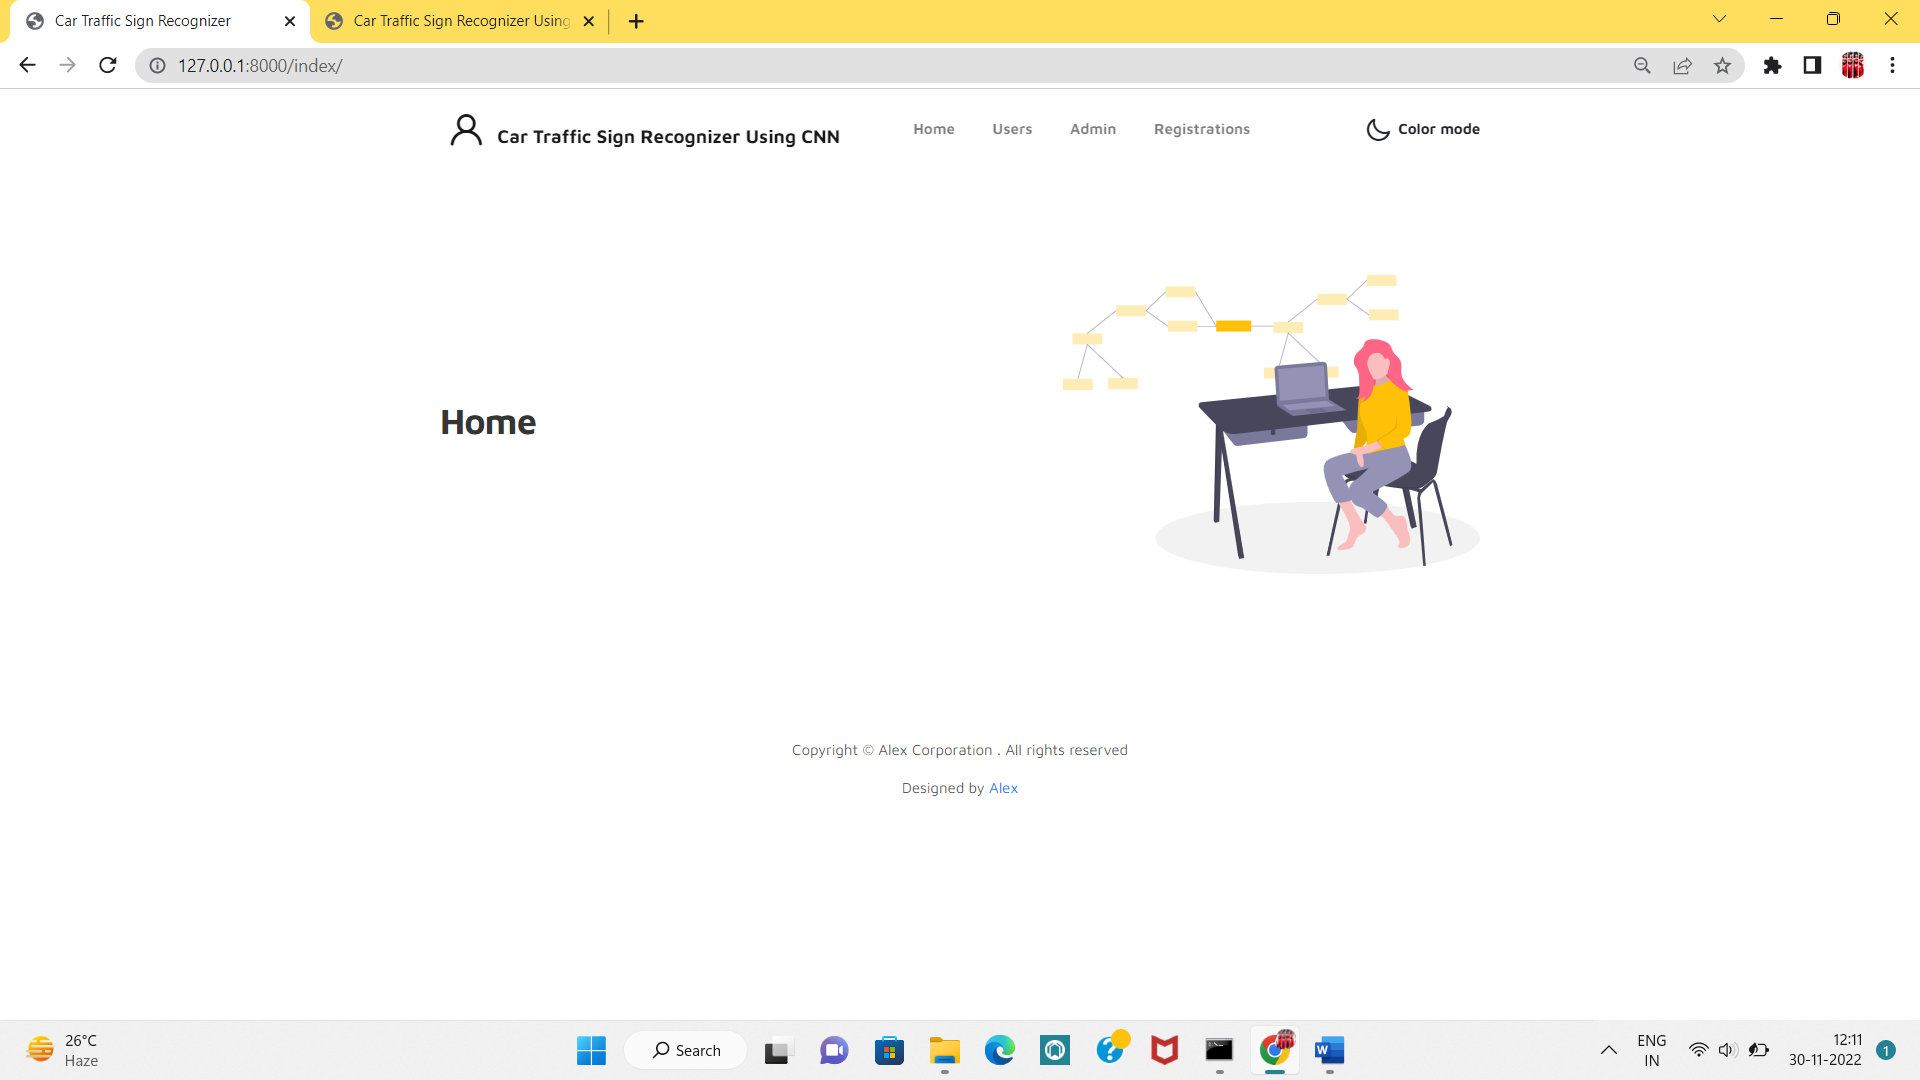 Car Traffic Sign Recognizer
Car Traffic Sign Recognizer Using
127.0.0.1:8000/index/
Car Traffic Sign Recognizer Using CNN
Home Users Admin Registrations
Color mode
Home
Copyright © Alex Corporation . All rights reserved
Designed by Alex
26°C
Haze
Search
ENG
IN
12:11
30-11-2022
1